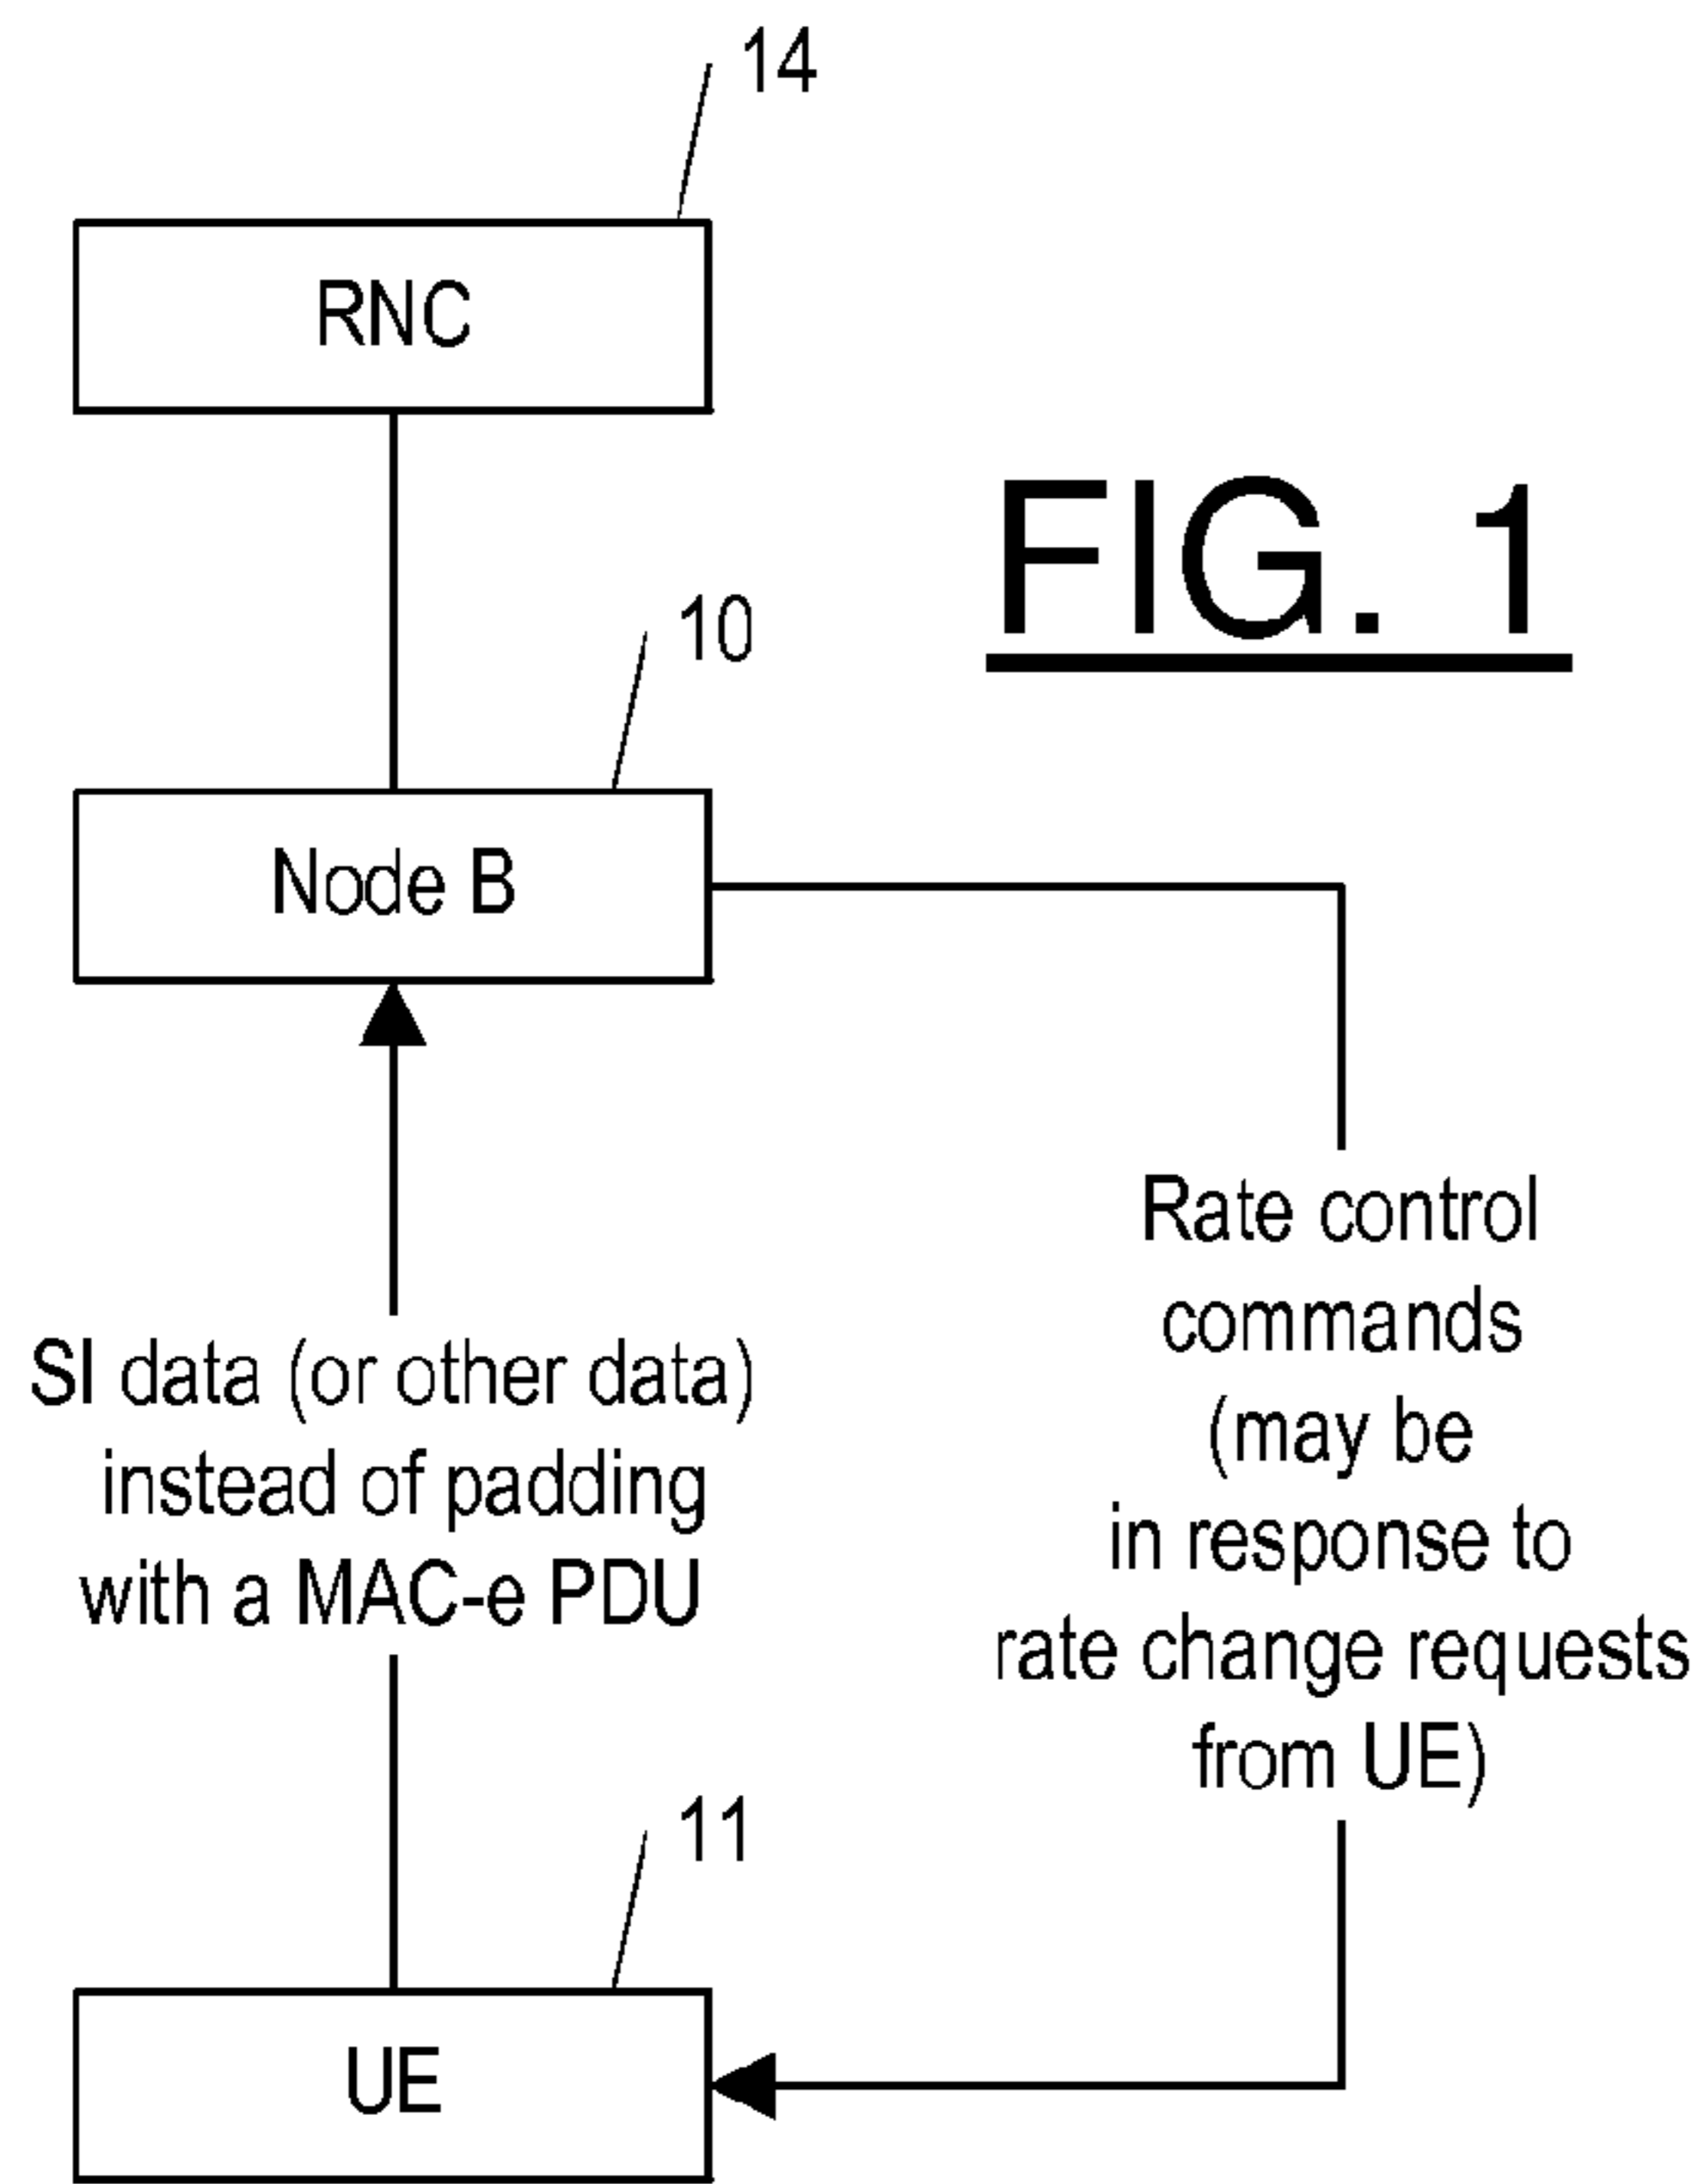 14
RNC
FIG. 1
10
Node B
Rate control
commands
(may be
in response to
rate change requests
from UE)
SI data (or other data)
instead of padding
with a MAC-e PDU
11
UE